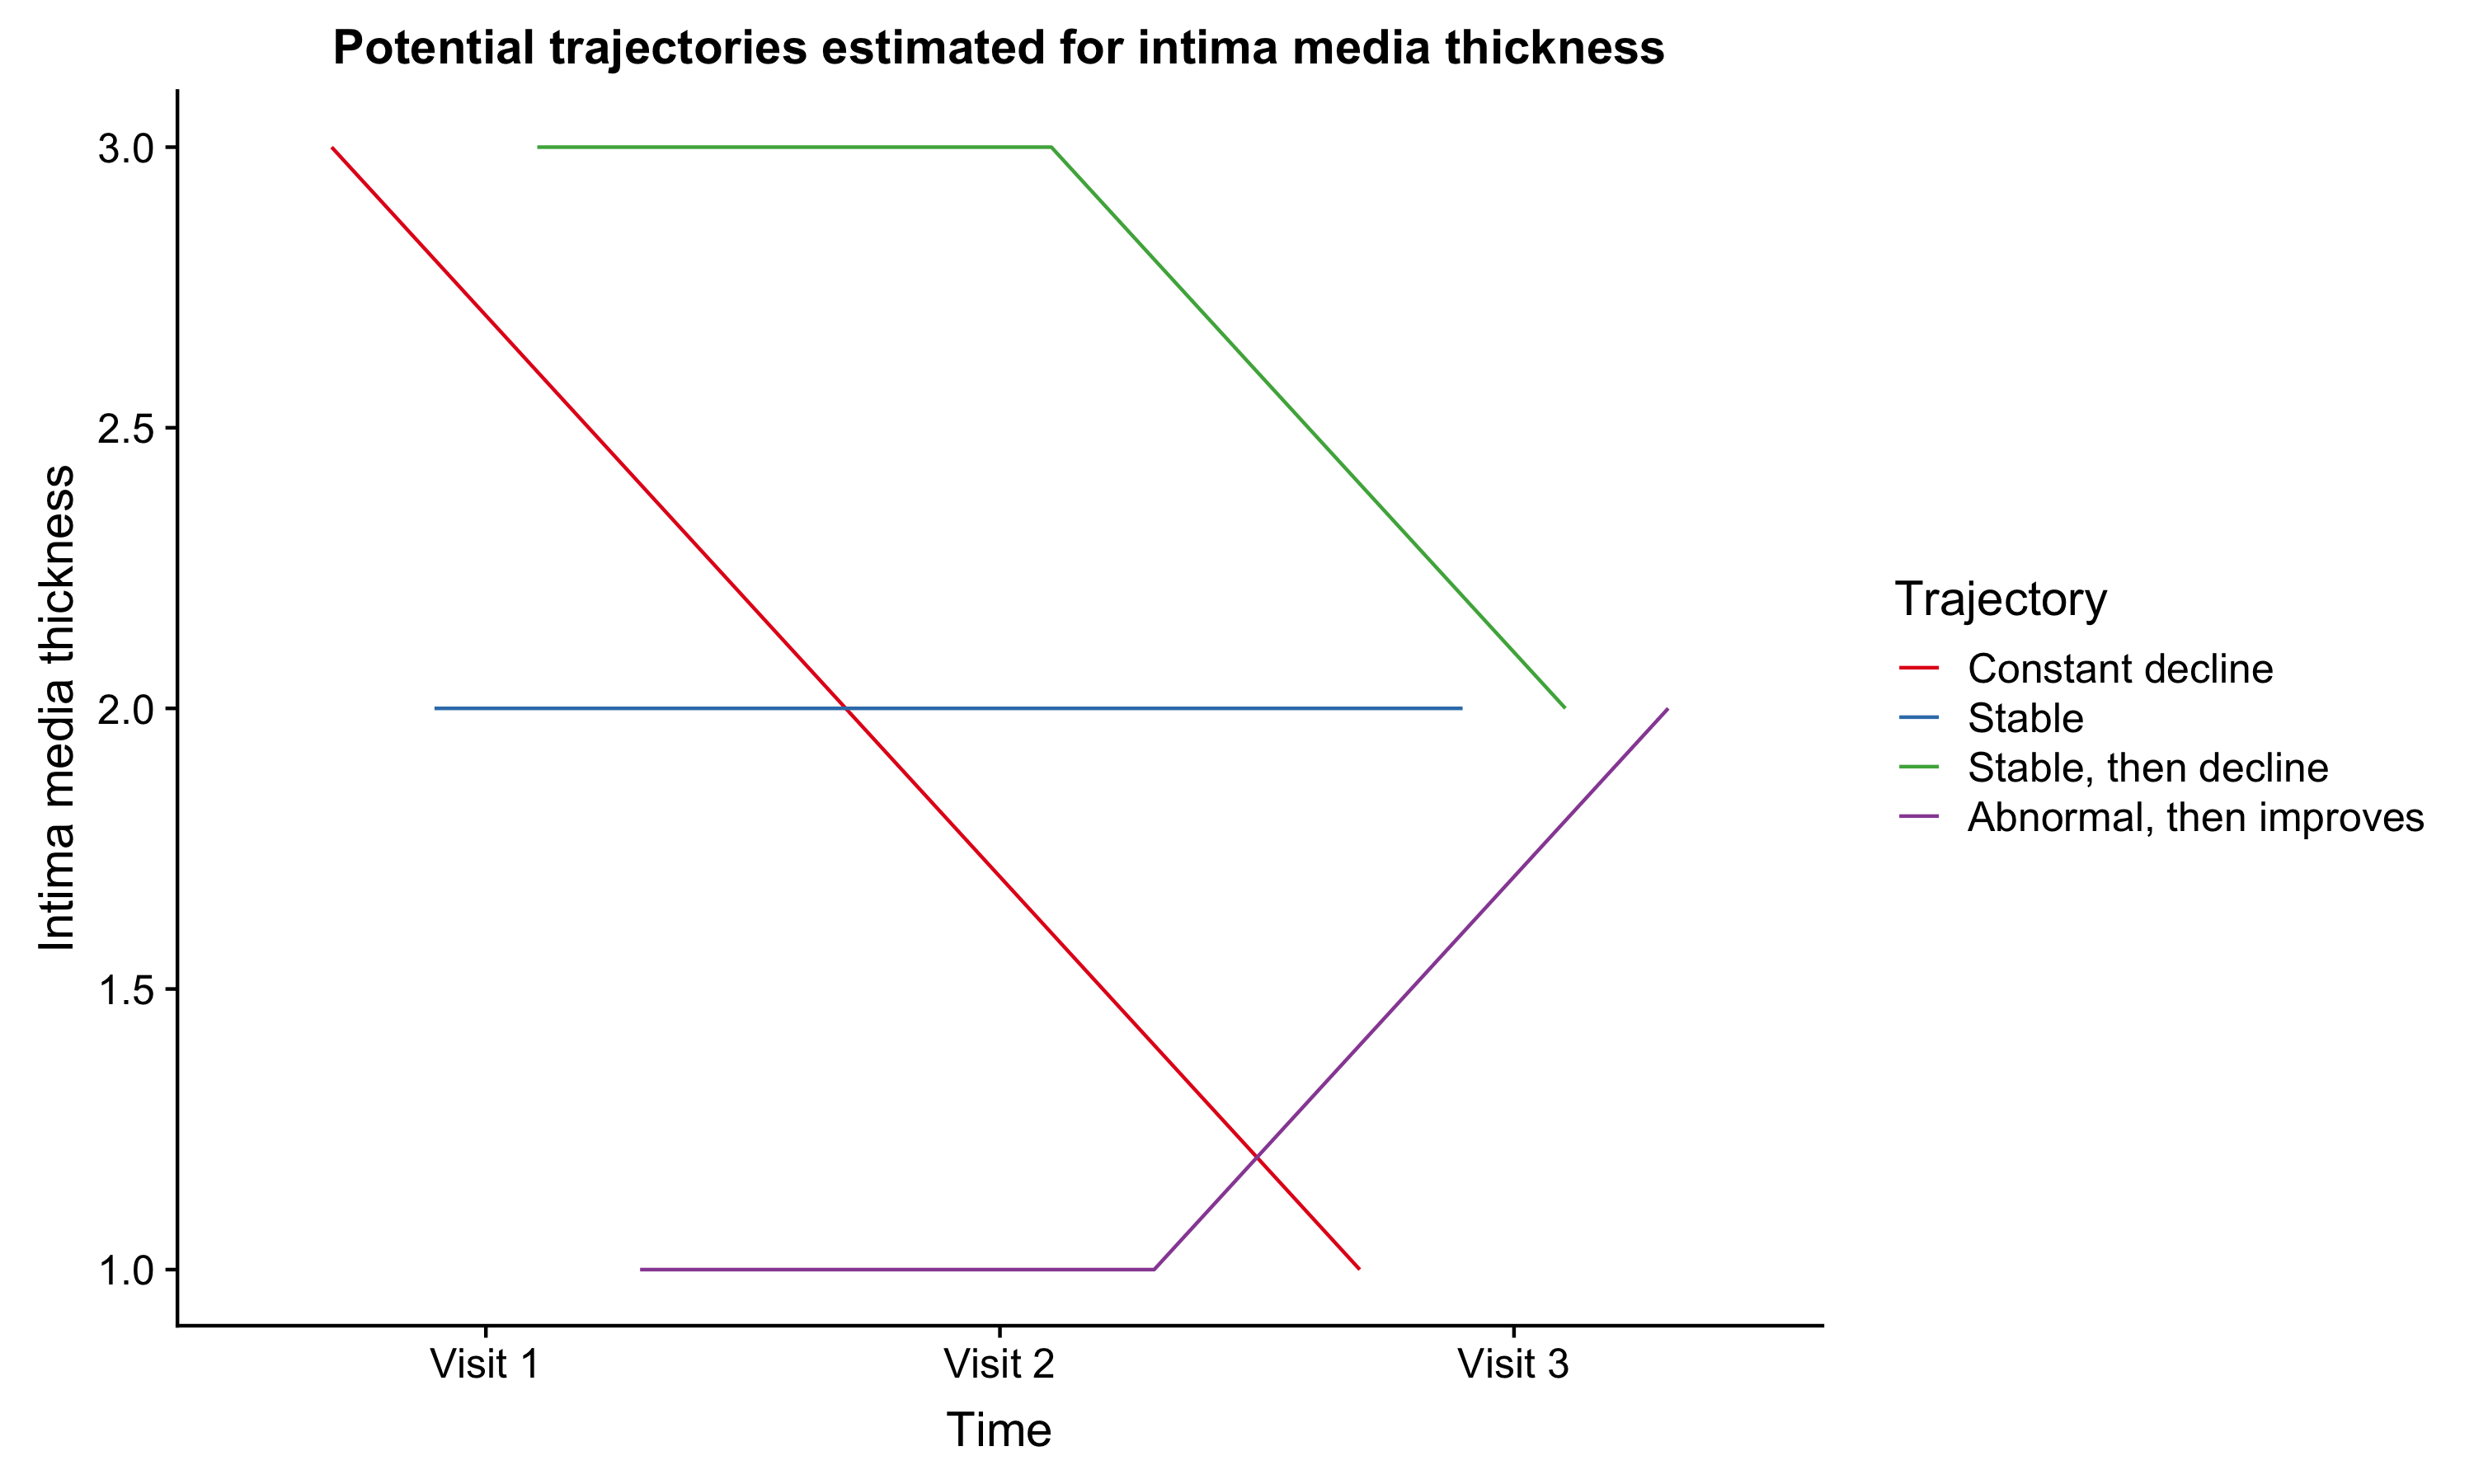 Potential trajectories estimated for intima media thickness
Intima media thickness
3.0
2.5
2.0
1.5
1.0
Visit 1
Visit 2
Visit 3
Time
Trajectory
Constant decline
Stable
Stable, then decline
Abnormal, then improves